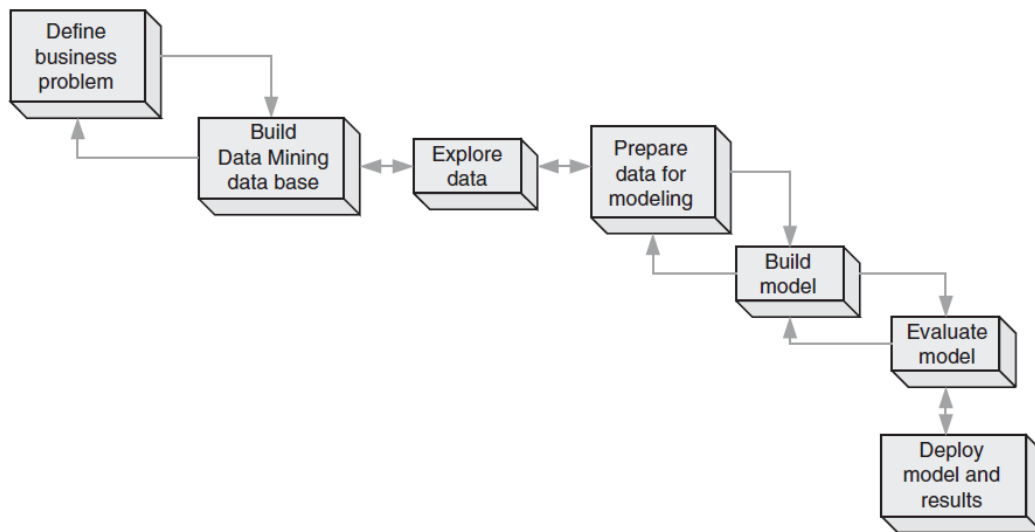 Define
business
problem
Build
Data Mining
data base
Explore
data
Prepare
data for
modeling
Build
model
Evaluate
model
Deploy
model and
results